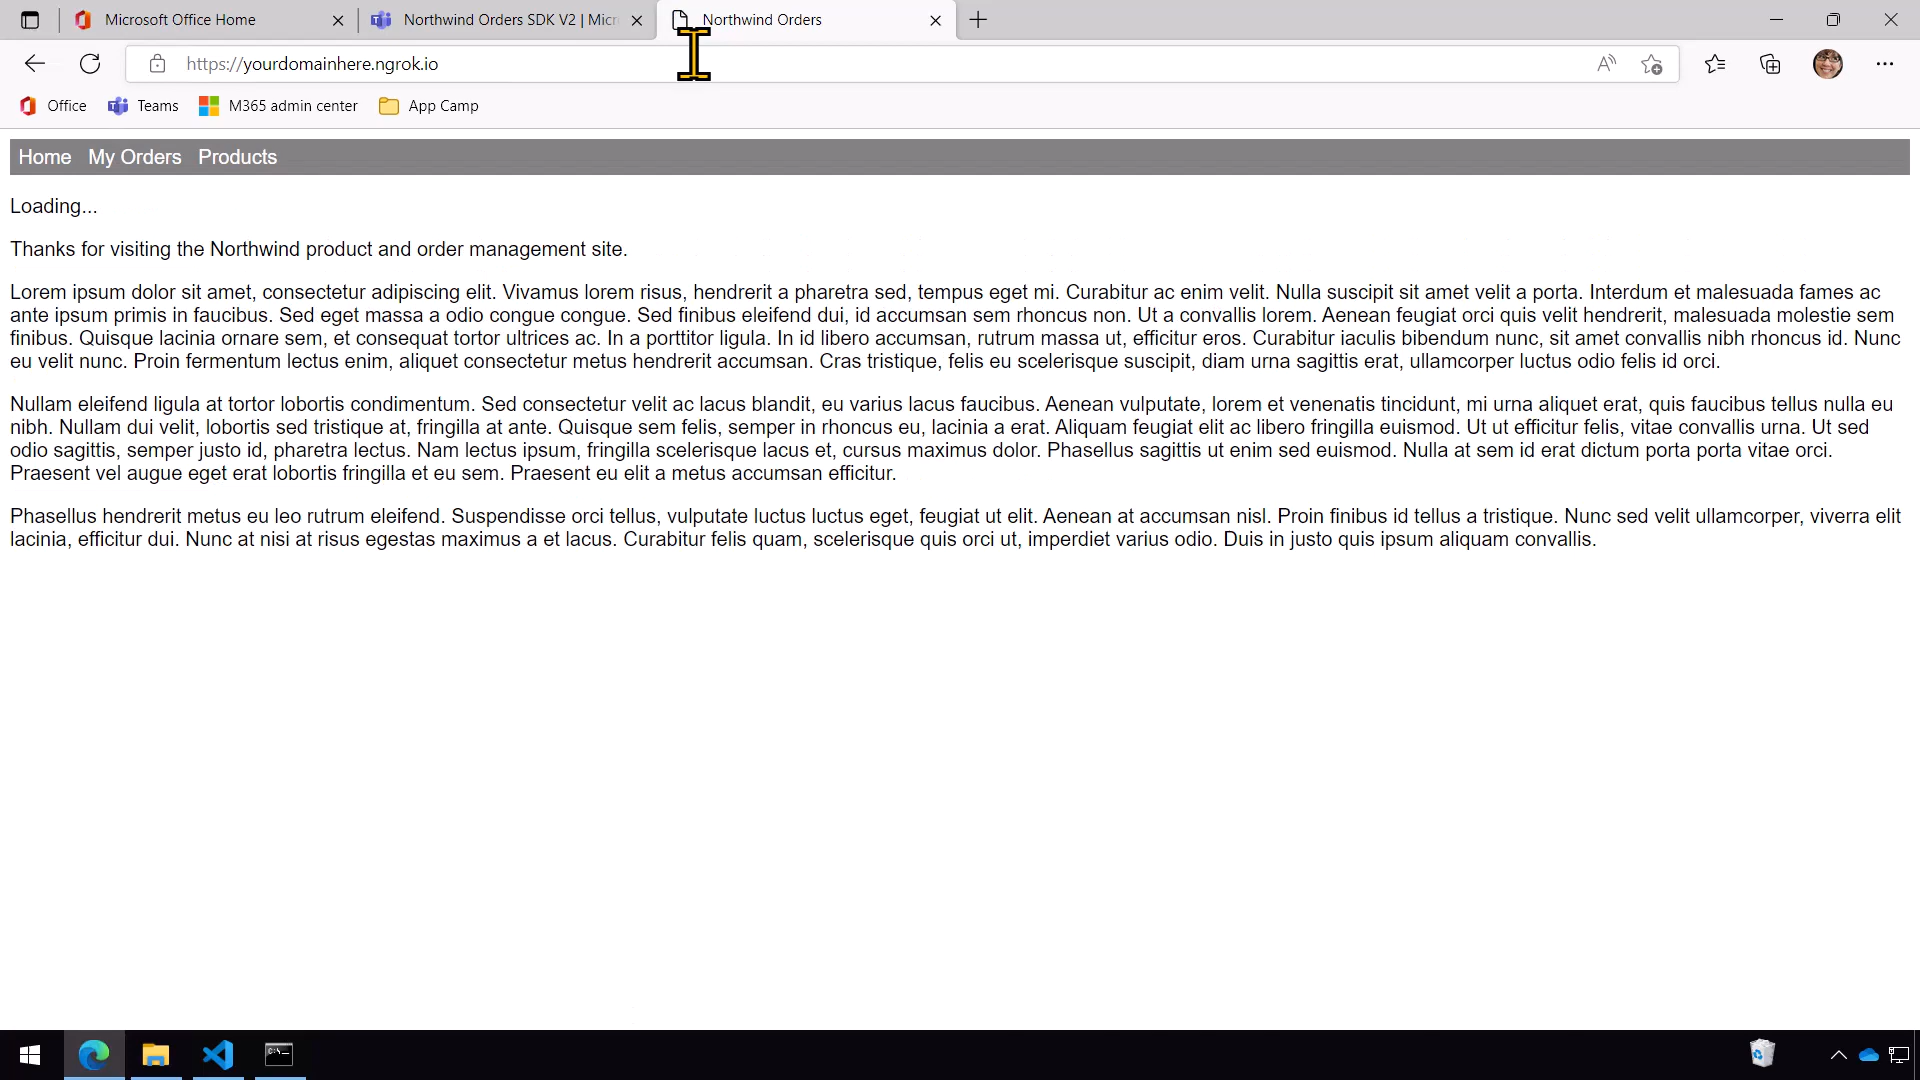 Microsoft Office Home
Northwind Orders SDK V2 | Micr
Northwind Orders
https://yourdomainhere.ngrok.io
Office
Teams
M365 admin center
App Camp
Home My Orders Products
Loading...
Thanks for visiting the Northwind product and order management site.
Lorem ipsum dolor sit amet, consectetur adipiscing elit. Vivamus lorem risus, hendrerit a pharetra sed, tempus eget mi. Curabitur ac enim velit. Nulla suscipit sit amet velit a porta. Interdum et malesuada fames ac
ante ipsum primis in faucibus. Sed eget massa a odio congue congue. Sed finibus eleifend dui, id accumsan sem rhoncus non. Ut a convallis lorem. Aenean feugiat orci quis velit hendrerit, malesuada molestie sem
finibus. Quisque lacinia ornare sem, et consequat tortor ultrices ac. In a porttitor ligula. In id libero accumsan, rutrum massa ut, efficitur eros. Curabitur iaculis bibendum nunc, sit amet convallis nibh rhoncus id. Nunc
eu velit nunc. Proin fermentum lectus enim, aliquet consectetur metus hendrerit accumsan. Cras tristique, felis eu scelerisque suscipit, diam urna sagittis erat, ullamcorper luctus odio felis id orci.
Nullam eleifend ligula at tortor lobortis condimentum. Sed consectetur velit ac lacus blandit, eu varius lacus faucibus. Aenean vulputate, lorem et venenatis tincidunt, mi urna aliquet erat, quis faucibus tellus nulla eu
nibh. Nullam dui velit, lobortis sed tristique at, fringilla at ante. Quisque sem felis, semper in rhoncus eu, lacinia a erat. Aliquam feugiat elit ac libero fringilla euismod. Ut ut efficitur felis, vitae convallis urna. Ut sed
odio sagittis, semper justo id, pharetra lectus. Nam lectus ipsum, fringilla scelerisque lacus et, cursus maximus dolor. Phasellus sagittis ut enim sed euismod. Nulla at sem id erat dictum porta porta vitae orci.
Praesent vel augue eget erat lobortis fringilla et eu sem. Praesent eu elit a metus accumsan efficitur.
Phasellus hendrerit metus eu leo rutrum eleifend. Suspendisse orci tellus, vulputate luctus luctus eget, feugiat ut elit. Aenean at accumsan nisl. Proin finibus id tellus a tristique. Nunc sed velit ullamcorper, viverra elit
lacinia, efficitur dui. Nunc at nisi at risus egestas maximus a et lacus. Curabitur felis quam, scelerisque quis orci ut, imperdiet varius odio. Duis in justo quis ipsum aliquam convallis.